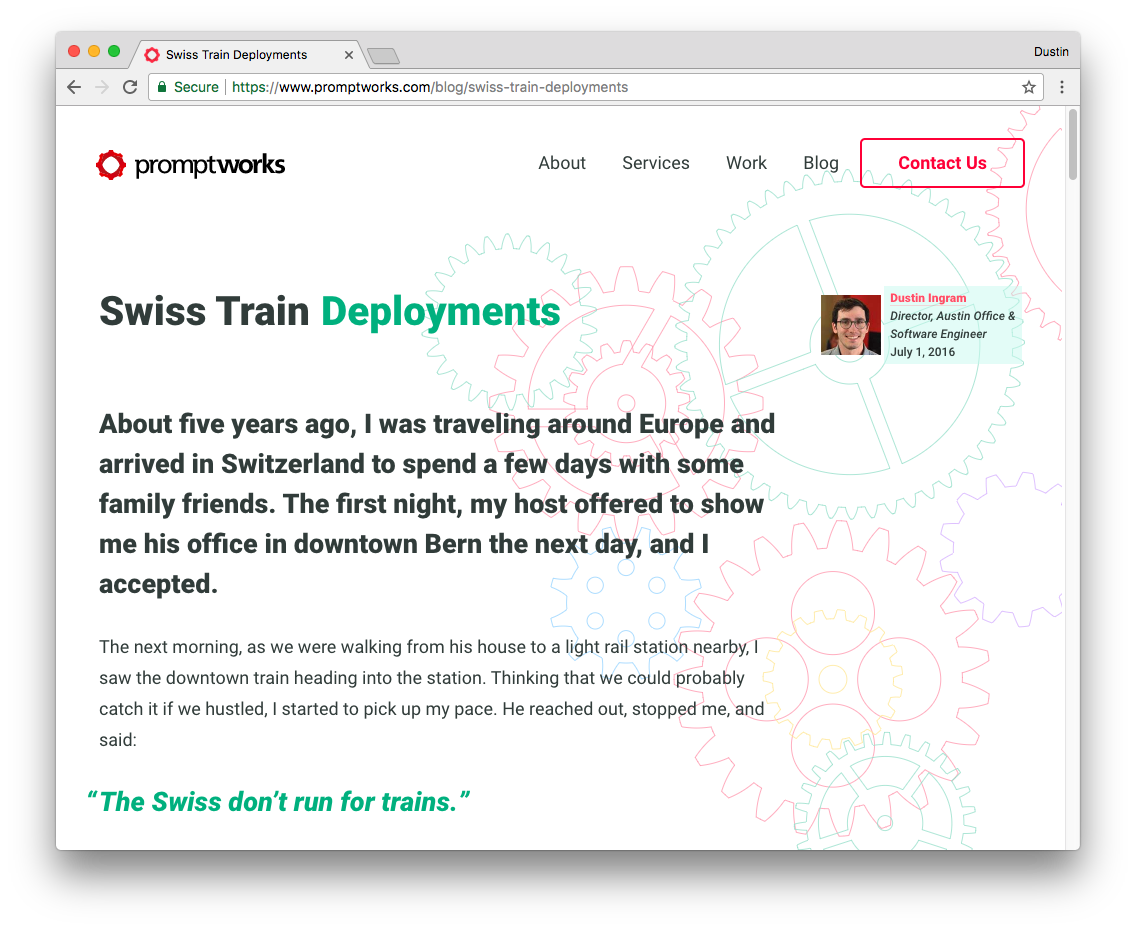 Swiss Train Deployments
Dustin
Secure
https://www.promptworks.com/blog/swiss-train-deployments
promptworks
About
Services
Work
Blog
Contact Us
Swiss Train Deployments
Dustin Ingram
Director, Austin Office &
Software Engineer
July 1, 2016
About five years ago, I was traveling around Europe and
arrived in Switzerland to spend a few days with some
family friends. The first night, my host offered to show
me his office in downtown Bern the next day, and I
accepted.
The next morning, as we were walking from his house to a light rail station nearby, I
saw the downtown train heading into the station. Thinking that we could probably
catch it if we hustled, I started to pick up my pace. He reached out, stopped me, and
said:
“The Swiss don’t run for trains.”